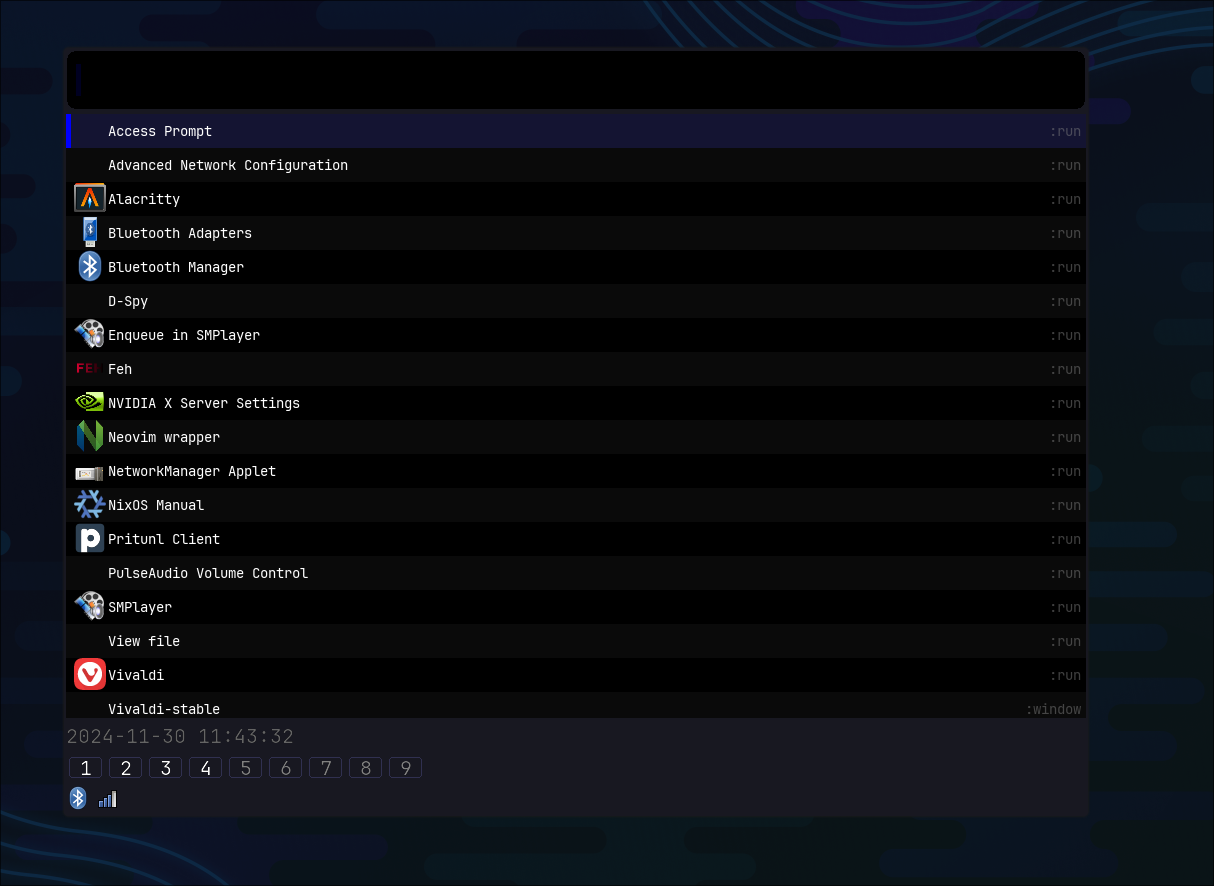 Access Prompt :run
Advanced Network Configuration :run
Alacritty :run
Bluetooth Adapters :run
Bluetooth Manager :run
D-Spy :run
Enqueue in SMPlayer :run
FEH Feh :run
NVIDIA X Server Settings :run
Neovim wrapper :run
NetworkManager Applet :run
NixOS Manual :run
Pritunl Client :run
PulseAudio Volume Control :run
SMPlayer :run
View file :run
Vivaldi :run
Vivaldi-stable :window
2024-11-30 11:43:32
1 2 3 4 5 6 7 8 9